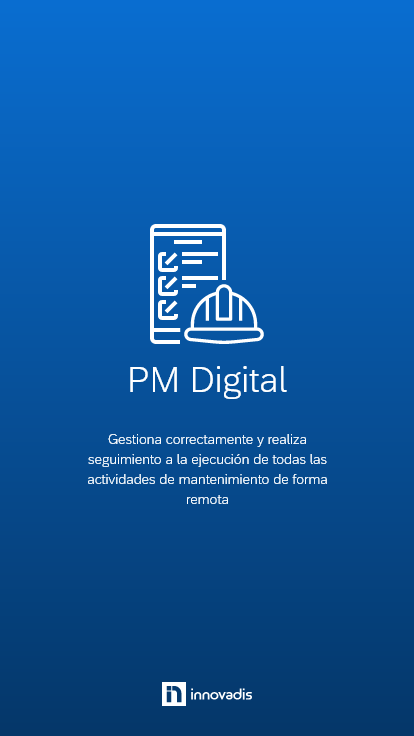 PM Digital
Gestiona correctamente y realiza
seguimiento a la ejecución de todas las
actividades de mantenimiento de forma
remota
innovadis